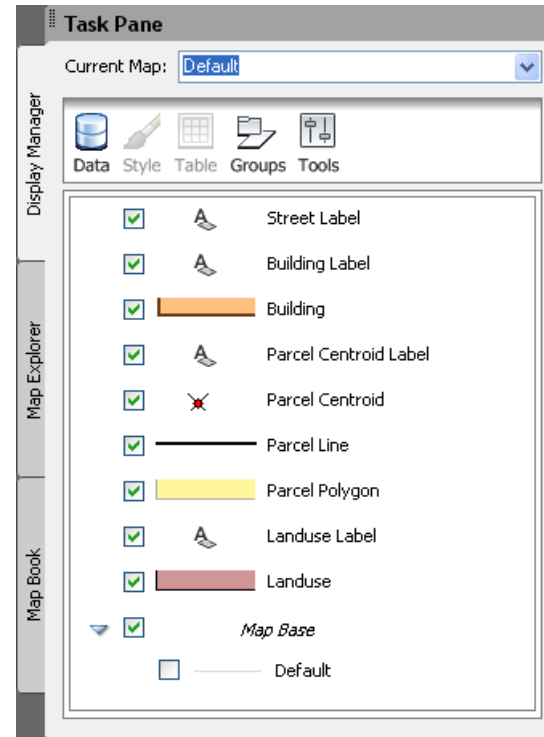 Task Pane
Current Map: Default
Data Style Table Groups Tools
Display Manager
Map Explorer
Map Book
Street Label
Building Label
Building
Parcel Centroid Label
Parcel Centroid
Parcel Line
Parcel Polygon
Landuse Label
Landuse
Map Base
Default